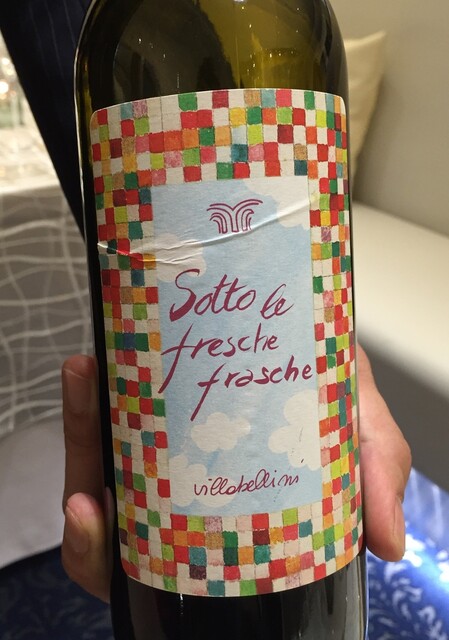 Sotto le
fresche
frasche
villabellini